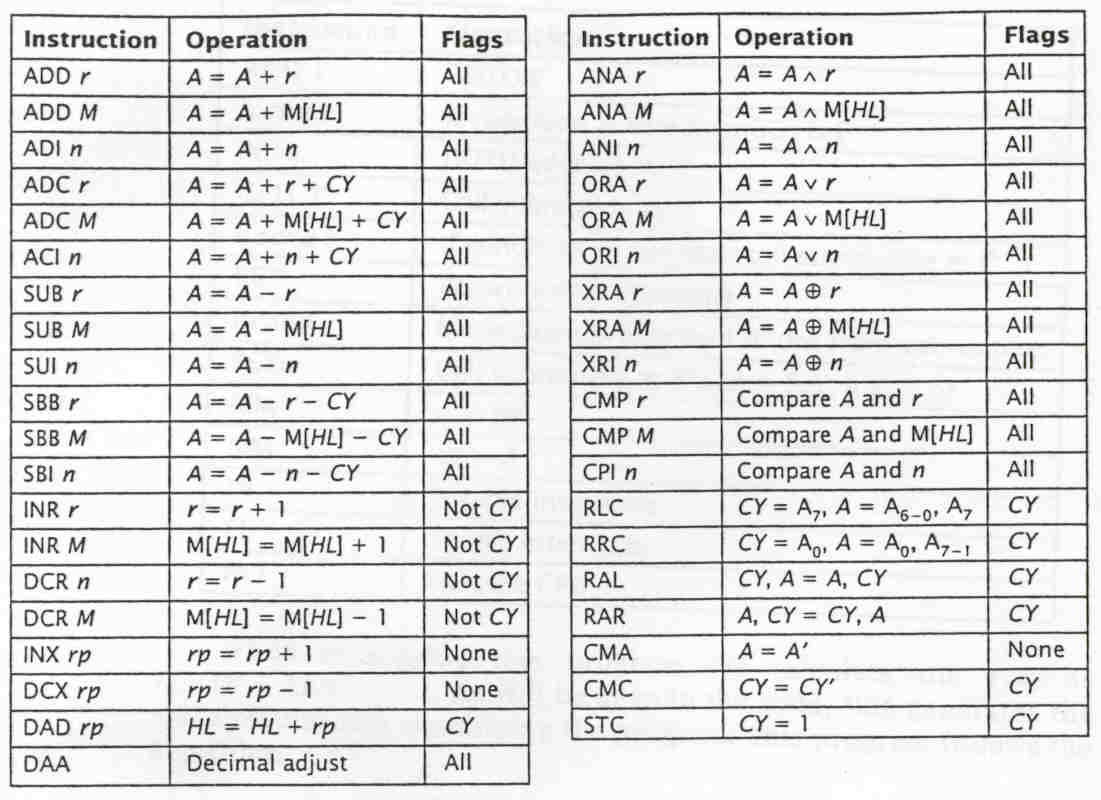 Instruction Operation Flags
ADD r A = A + r All
ADD M A = A + M[HL] All
ADI n A = A + n All
ADC r A = A + r + CY All
ADC M A = A + M[HL] + CY All
ACI n A = A + n + CY All
SUB r A = A − r All
SUB M A = A − M[HL] All
SUI n A = A − n All
SBB r A = A − r − CY All
SBB M A = A − M[HL] − CY All
SBI n A = A − n − CY All
INR r r = r + 1 Not CY
INR M M[HL] = M[HL] + 1 Not CY
DCR n r = r − 1 Not CY
DCR M M[HL] = M[HL] − 1 Not CY
INX rp rp = rp + 1 None
DCX rp rp = rp − None
DAD rp HL = HL + rp CY
DAA Decimal adjust All
Instruction Operation Flags
ANA r A = A ∧ r All
ANA M A = A ∧ M[HL] All
ANI n A = A ∧ n All
ORA r A = A ∨ r All
ORA M A = A ∨ M[HL] All
ORI n A = A ∨ n All
XRA r A = A ⊕ r All
XRA M A = A ⊕ M[HL] All
XRI n A = A ⊕ n All
CMP r Compare A and r All
CMP M Compare A and M[HL] All
CPI n Compare A and n All
RLC CY = A₇, A = A₆₋₀, A₇ CY
RRC CY = A₀, A = A₀, A₇₋₁ CY
RAL CY, A = A, CY CY
RAR A, CY = CY, A CY
CMA A = A′ None
CMC CY = CY′ CY
STC CY = 1 CY